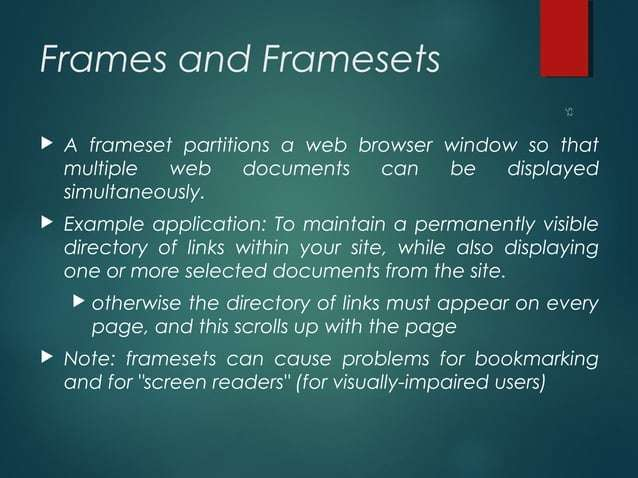 Frames and Framesets
A frameset partitions a web browser window so that
multiple web documents can be displayed
simultaneously.
Example application: To maintain a permanently visible
directory of links within your site, while also displaying
one or more selected documents from the site.
otherwise the directory of links must appear on every
page, and this scrolls up with the page
Note: framesets can cause problems for bookmarking
and for "screen readers" (for visually-impaired users)